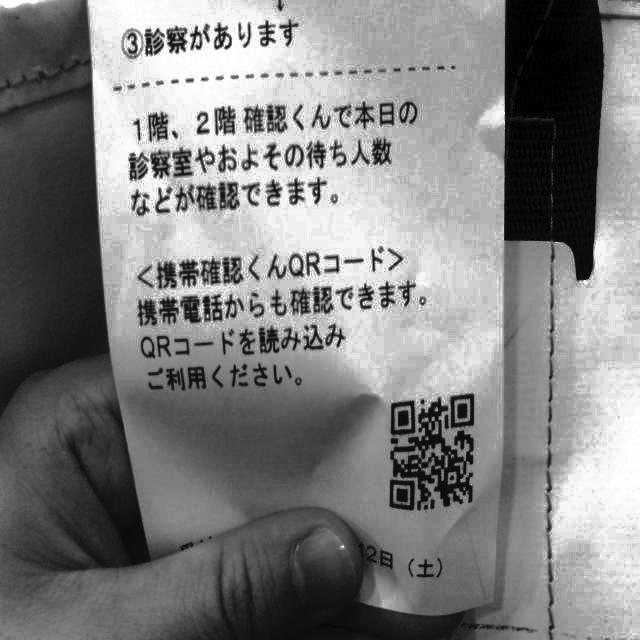 ③診察があります
1階、2階 確認くんで本日の
診察室やおよその待ち人数
などが確認できます。
<携帯確認くんQRコード>
携帯電話からも確認できます。
QRコードを読み込み
ご利用ください。
2日（土）